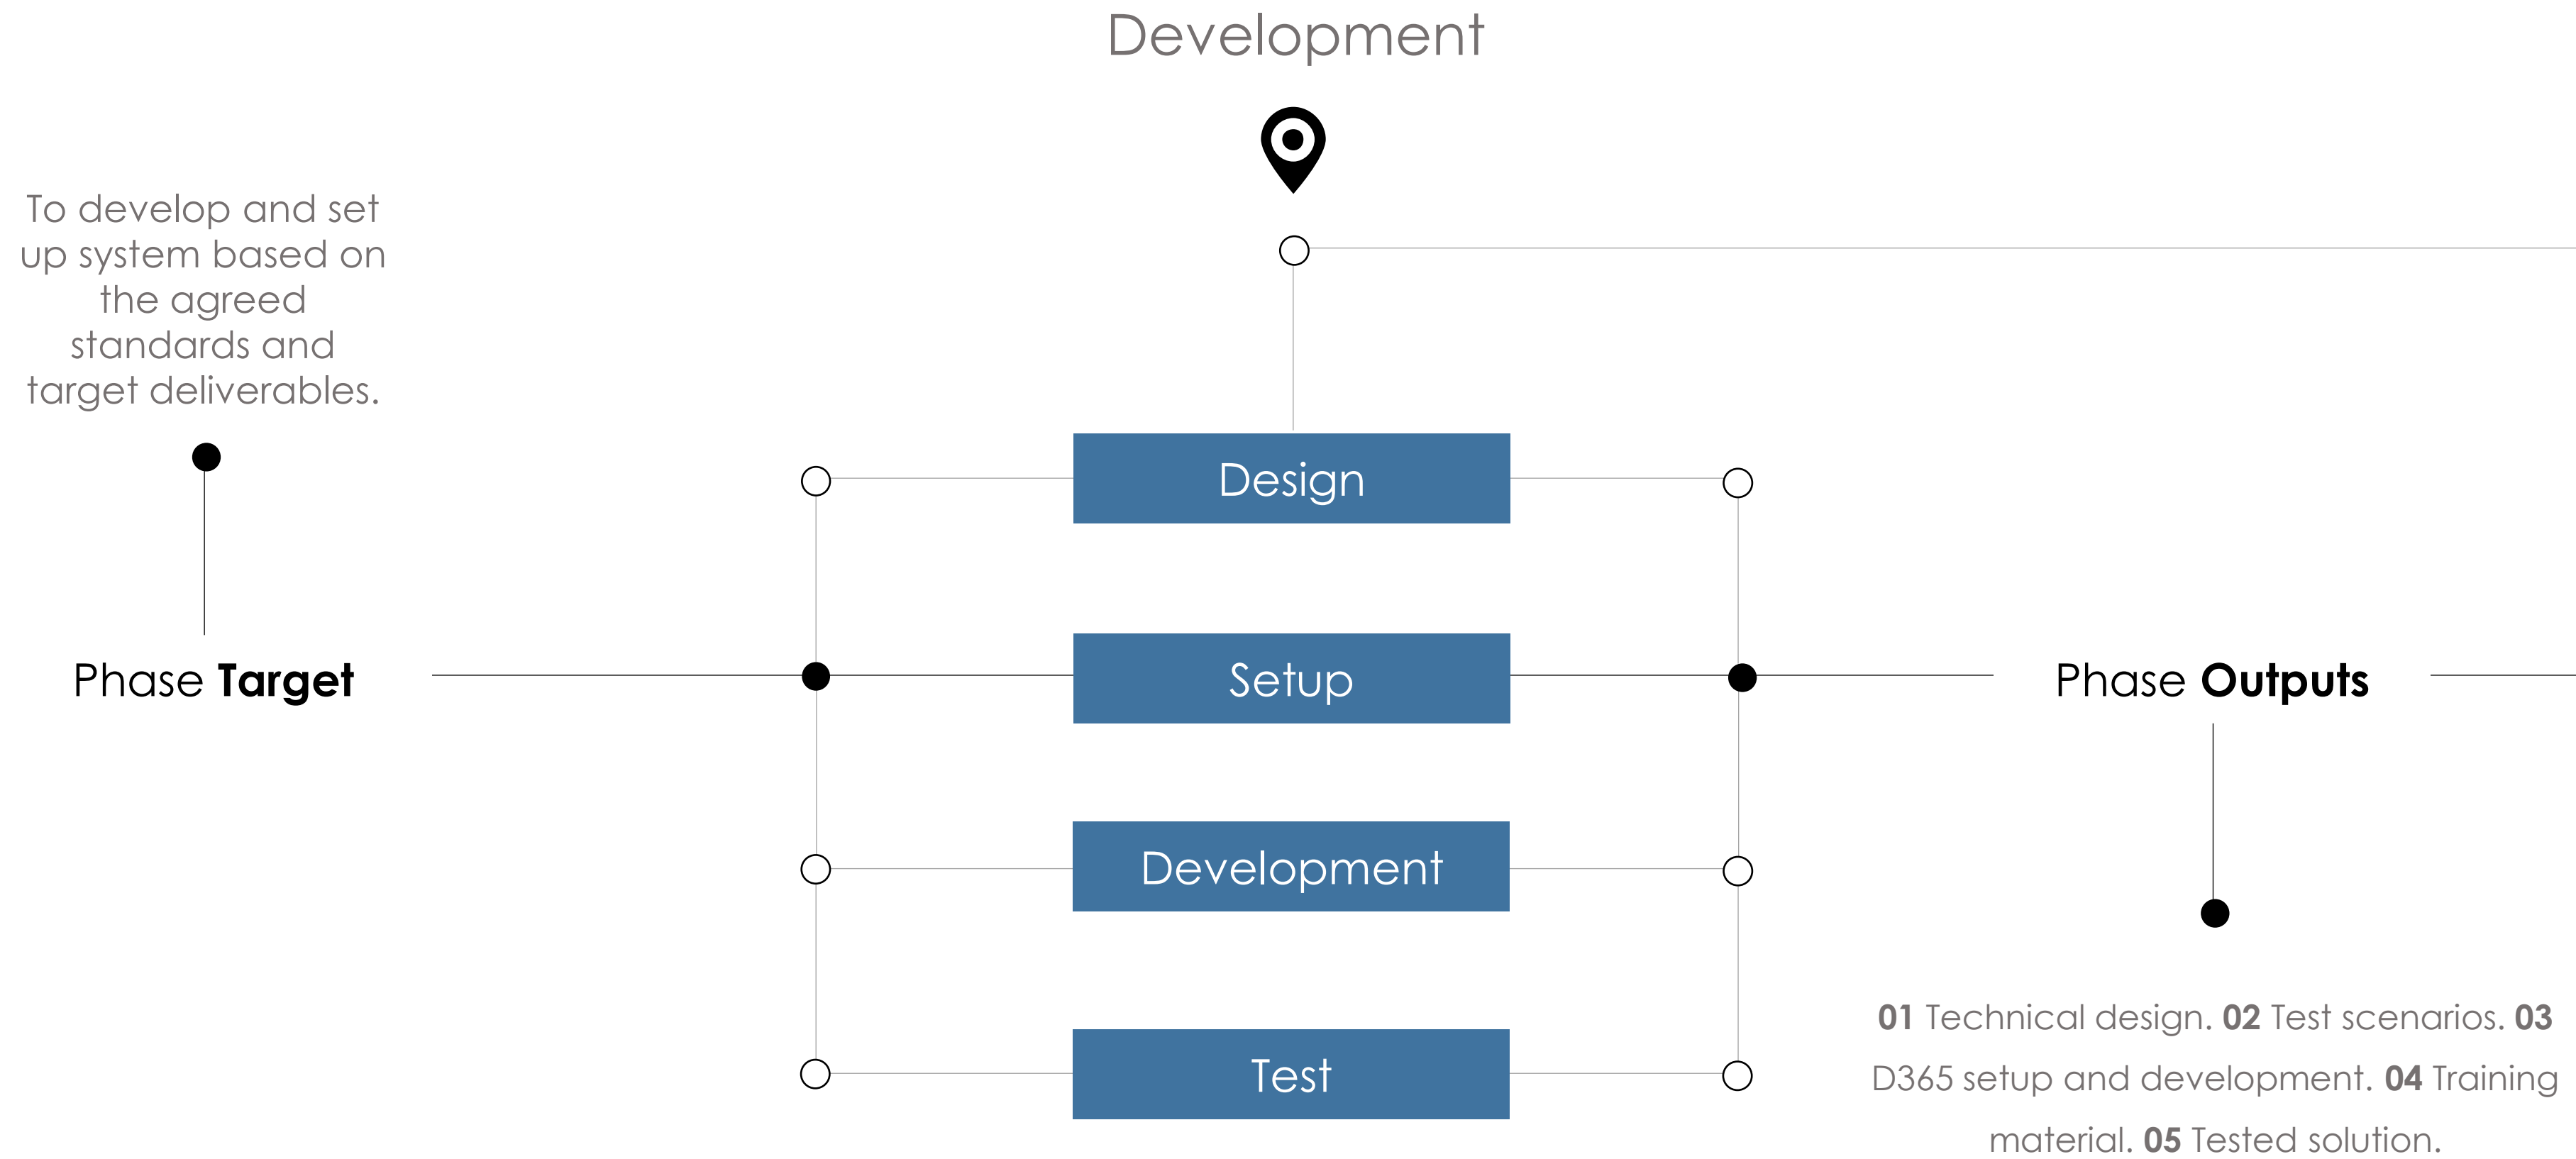 Development
To develop and set
up system based on
the agreed
standards and
target deliverables.
Phase Target
Design
Setup
Development
Test
Phase Outputs
01 Technical design. 02 Test scenarios. 03
D365 setup and development. 04 Training
material. 05 Tested solution.